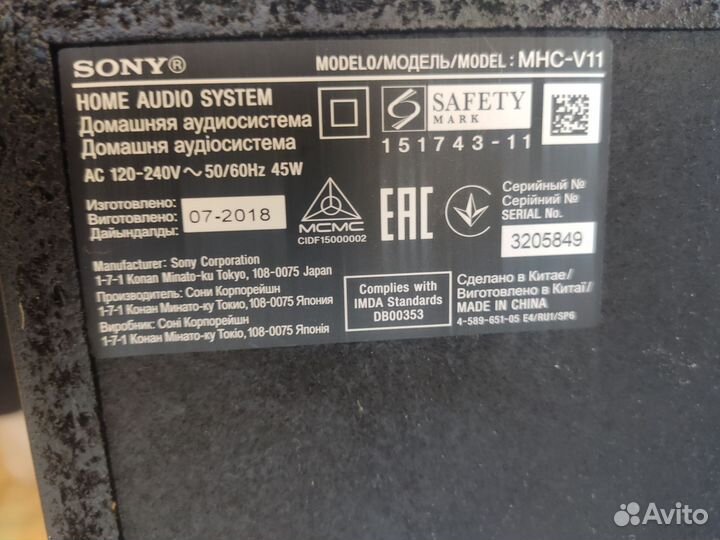 SONY®
MODELO/МОДЕЛЬ/MODEL: MHC-V11
HOME AUDIO SYSTEM
Домашняя аудиосистема
Домашня аудіосистема
AC 120-240V ~ 50/60Hz 45W
SAFETY
MARK
151743-11
Изготовлено:
Виготовлено:
Дайындалды:
07-2018
MCMC
CIDF15000002
EAC
Серийный №
Серійний №
SERIAL No.
3205849
Manufacturer: Sony Corporation
1-7-1 Konan Minato-ku Tokyo, 108-0075 Japan
Производитель: Сони Корпорейшн
1-7-1 Конан Минато-ку Токио, 108-0075 Япония
Виробник: Соні Корпорейшн
1-7-1 Конан Мінато-ку Токіо, 108-0075 Японія
Complies with
IMDA Standards
DB00353
Сделано в Китае/
Виготовлено в Китаї/
MADE IN CHINA
4-589-651-05 E4/RU1/SP6
Avito